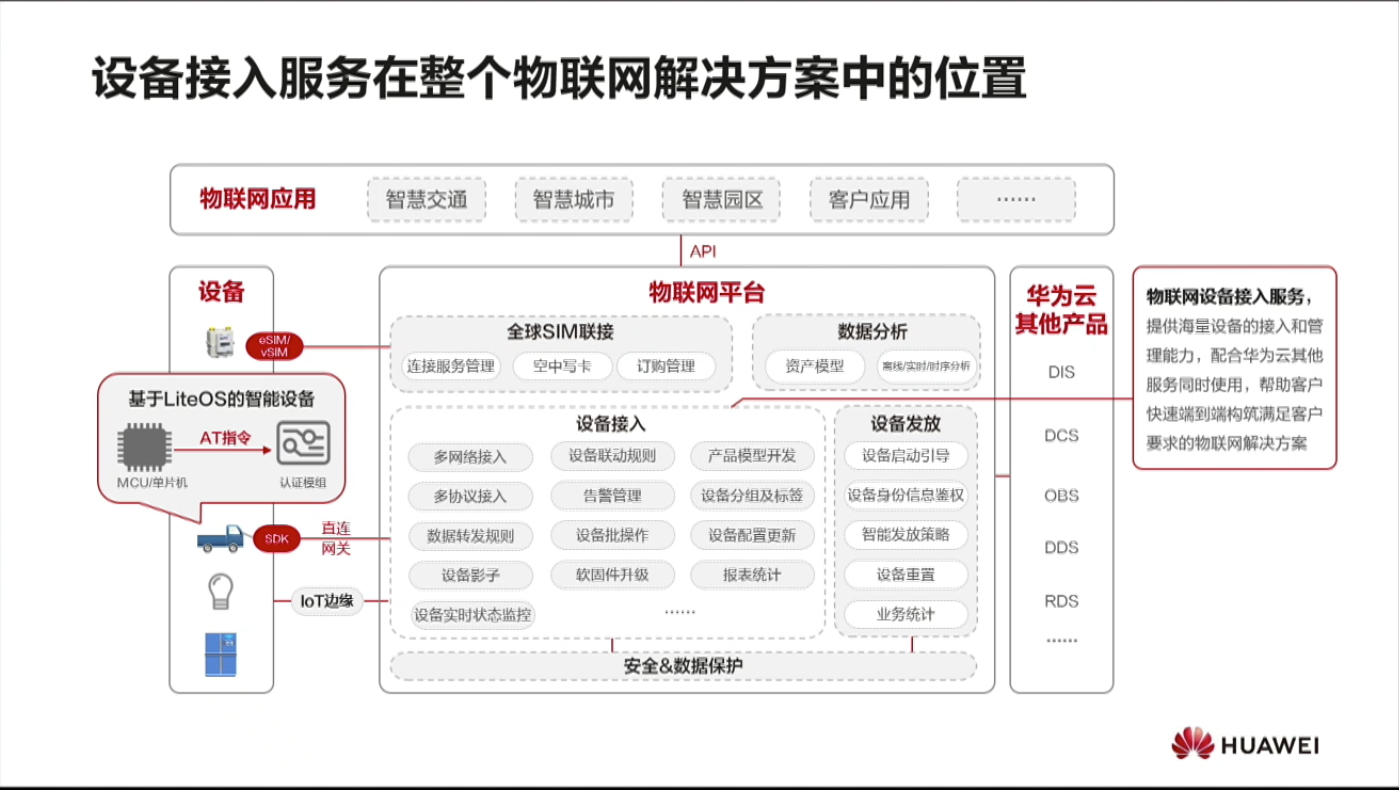 设备接入服务在整个物联网解决方案中的位置
物联网应用
智慧交通
智慧城市
智慧园区
客户应用
······
API
设备
eSIM/
vSIM
基于LiteOS的智能设备
AT指令
MCU/单片机
认证模组
SDK
直连
网关
IoT边缘
物联网平台
全球SIM联接
连接服务管理
空中写卡
订购管理
数据分析
资产模型
离线/实时/时序分析
设备接入
多网络接入
设备联动规则
产品模型开发
多协议接入
告警管理
设备分组及标签
数据转发规则
设备批操作
设备配置更新
设备影子
软固件升级
报表统计
设备实时状态监控
······
设备发放
设备启动引导
设备身份信息鉴权
智能发放策略
设备重置
业务统计
安全&数据保护
华为云
其他产品
DIS
DCS
OBS
DDS
RDS
······
物联网设备接入服务，
提供海量设备的接入和管
理能力，配合华为云其他
服务同时使用，帮助客户
快速端到端构筑满足客户
要求的物联网解决方案
HUAWEI